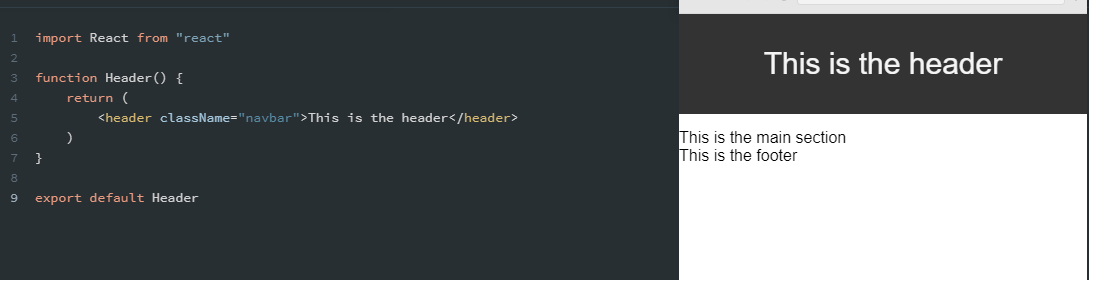 1 import React from "react"
2
3 function Header() {
4     return (
5         <header className="navbar">This is the header</header>
6     )
7 }
8
9 export default Header
This is the header
This is the main section
This is the footer